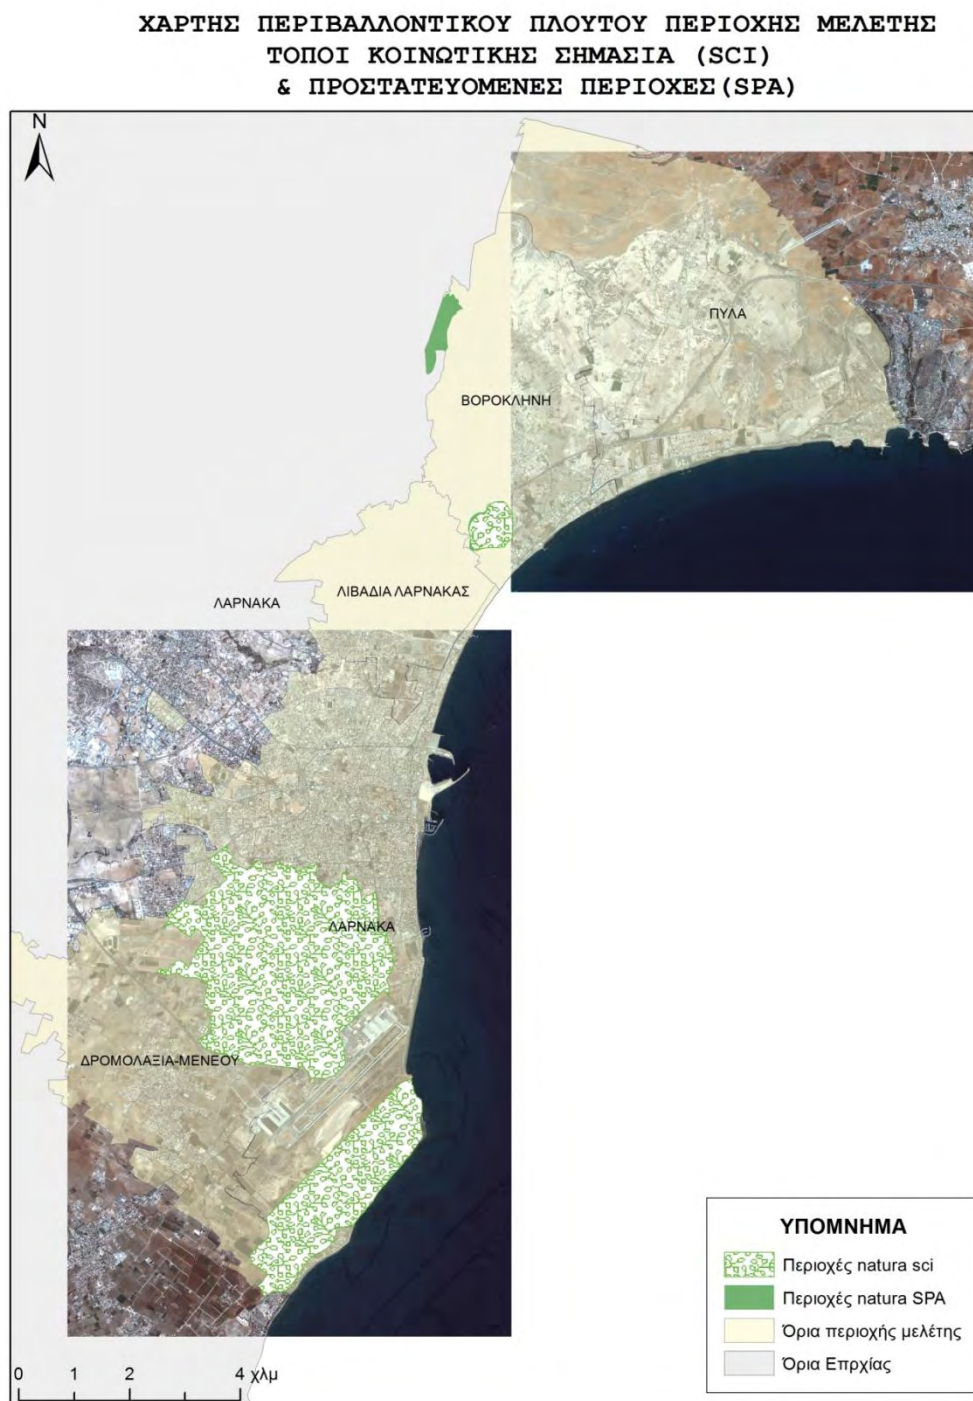 ΧΑΡΤΗΣ ΠΕΡΙΒΑΛΛΟΝΤΙΚΟΥ ΠΛΟΥΤΟΥ ΠΕΡΙΟΧΗΣ ΜΕΛΕΤΗΣ
ΤΟΠΟΙ ΚΟΙΝΩΤΙΚΗΣ ΣΗΜΑΣΙΑ (SCI)
& ΠΡΟΣΤΑΤΕΥΟΜΕΝΕΣ ΠΕΡΙΟΧΕΣ(SPA)
N
ΠΥΛΑ
ΒΟΡΟΚΛΗΝΗ
ΛΙΒΑΔΙΑ ΛΑΡΝΑΚΑΣ
ΛΑΡΝΑΚΑ
ΛΑΡΝΑΚΑ
ΔΡΟΜΟΛΑΞΙΑ-ΜΕΝΕΟΥ
ΥΠΟΜΝΗΜΑ
Περιοχές natura sci
Περιοχές natura SPA
Όρια περιοχής μελέτης
Όρια Επρχίας
0 1 2 4 χλμ